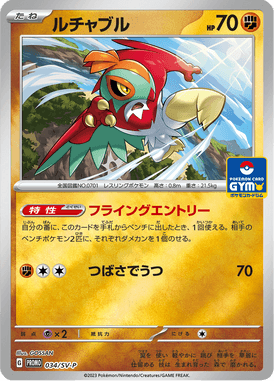 たね
ルチャブル
HP 70
全国図鑑NO.0701 レスリングポケモン 高さ:0.8m 重さ:21.5kg
POKÉMON CARD
GYM
ポケモンカードジム
特性 フライングエントリー
自分の番に、このカードを手札からベンチに出したとき、1回使える。相手の
ベンチポケモン2匹に、それぞれダメカンを1個のせる。
つばさでうつ 70
弱点 ×2 抵抗力 にげる
Illus. GOSSAN
G PROMO 034/SV-P
©2023 Pokémon/Nintendo/Creatures/GAME FREAK.